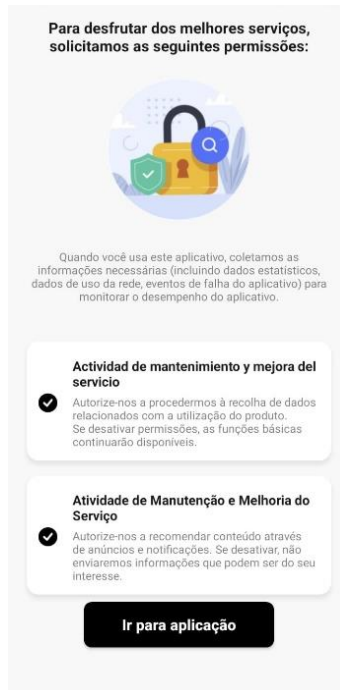 Para desfrutar dos melhores serviços,
solicitamos as seguintes permissões:
Quando você usa este aplicativo, coletamos as
informações necessárias (incluindo dados estatísticos,
dados de uso da rede, eventos de falha do aplicativo) para
monitorar o desempenho do aplicativo.
Actividad de mantenimiento y mejora del
servicio
Autorize-nos a procedermos à recolha de dados
relacionados com a utilização do produto.
Se desativar permissões, as funções básicas
continuarão disponíveis.
Atividade de Manutenção e Melhoria do
Serviço
Autorize-nos a recomendar conteúdo através
de anúncios e notificações. Se desativar, não
enviaremos informações que podem ser do seu
interesse.
Ir para aplicação